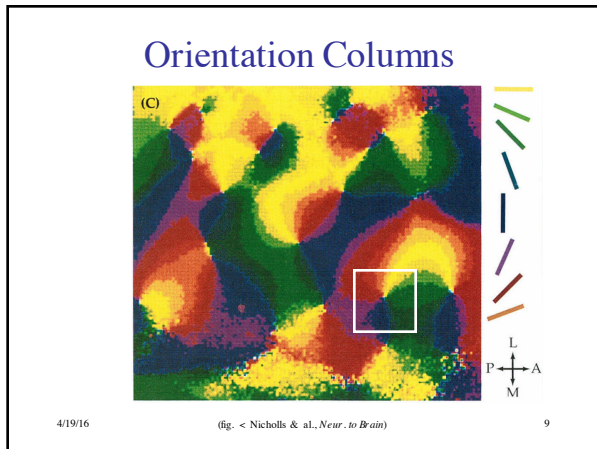 Orientation Columns
(C)
L
P A
M
4/19/16
(fig. < Nicholls & al., Neur. to Brain)
9